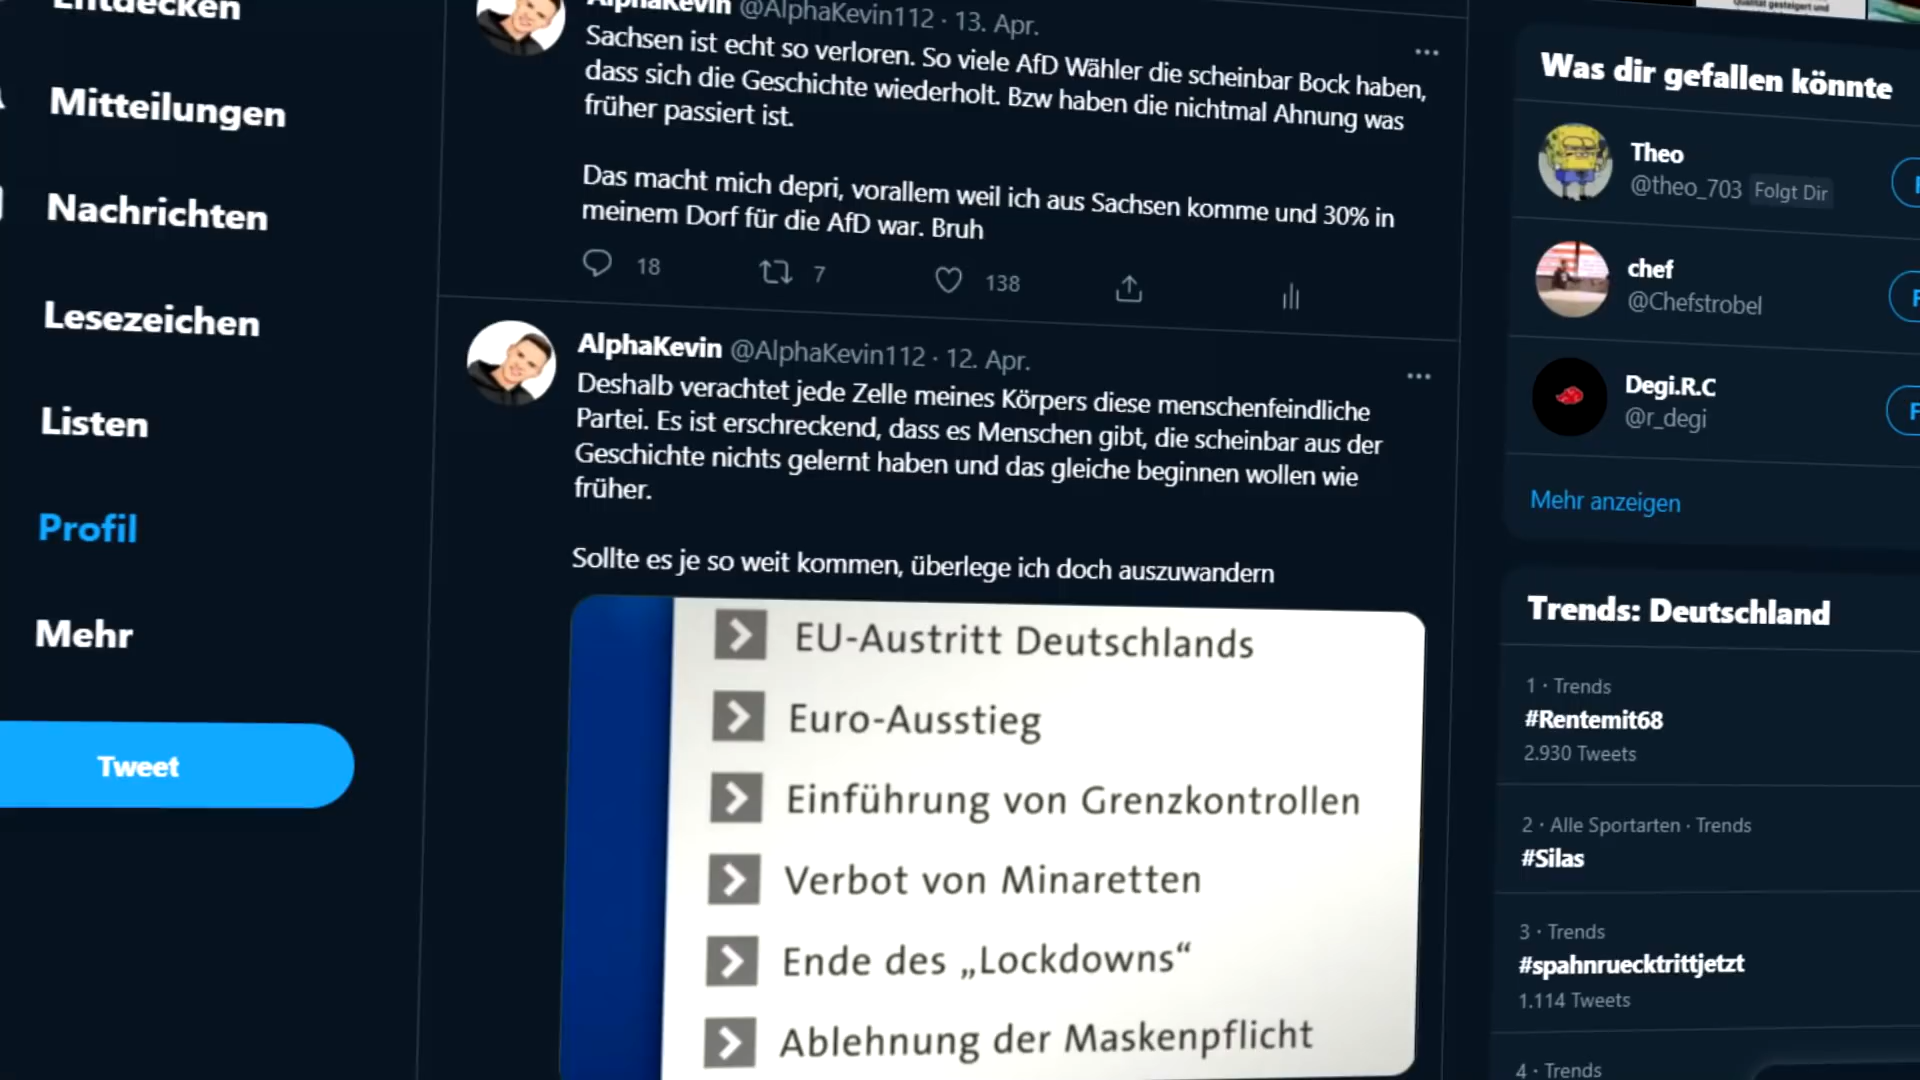 Entdecken
Mitteilungen
Nachrichten
Lesezeichen
Listen
Profil
Mehr
Tweet
AlphaKevin @AlphaKevin112 · 13. Apr.
Sachsen ist echt so verloren. So viele AfD Wähler die scheinbar Bock haben,
dass sich die Geschichte wiederholt. Bzw haben die nichtmal Ahnung was
früher passiert ist.
Das macht mich depri, vorallem weil ich aus Sachsen komme und 30% in
meinem Dorf für die AfD war. Bruh
18 7 138
AlphaKevin @AlphaKevin112 · 12. Apr.
Deshalb verachtet jede Zelle meines Körpers diese menschenfeindliche
Partei. Es ist erschreckend, dass es Menschen gibt, die scheinbar aus der
Geschichte nichts gelernt haben und das gleiche beginnen wollen wie
früher.
Sollte es je so weit kommen, überlege ich doch auszuwandern
EU-Austritt Deutschlands
Euro-Ausstieg
Einführung von Grenzkontrollen
Verbot von Minaretten
Ende des „Lockdowns“
Ablehnung der Maskenpflicht
Qualität gesteigert und
Was dir gefallen könnte
Theo
@theo_703 Folgt Dir
chef
@Chefstrobel
Degi.R.C
@r_degi
Mehr anzeigen
Trends: Deutschland
1 · Trends
#Rentemit68
2.930 Tweets
2 · Alle Sportarten · Trends
#Silas
3 · Trends
#spahnruecktrittjetzt
1.114 Tweets
4 · Trends